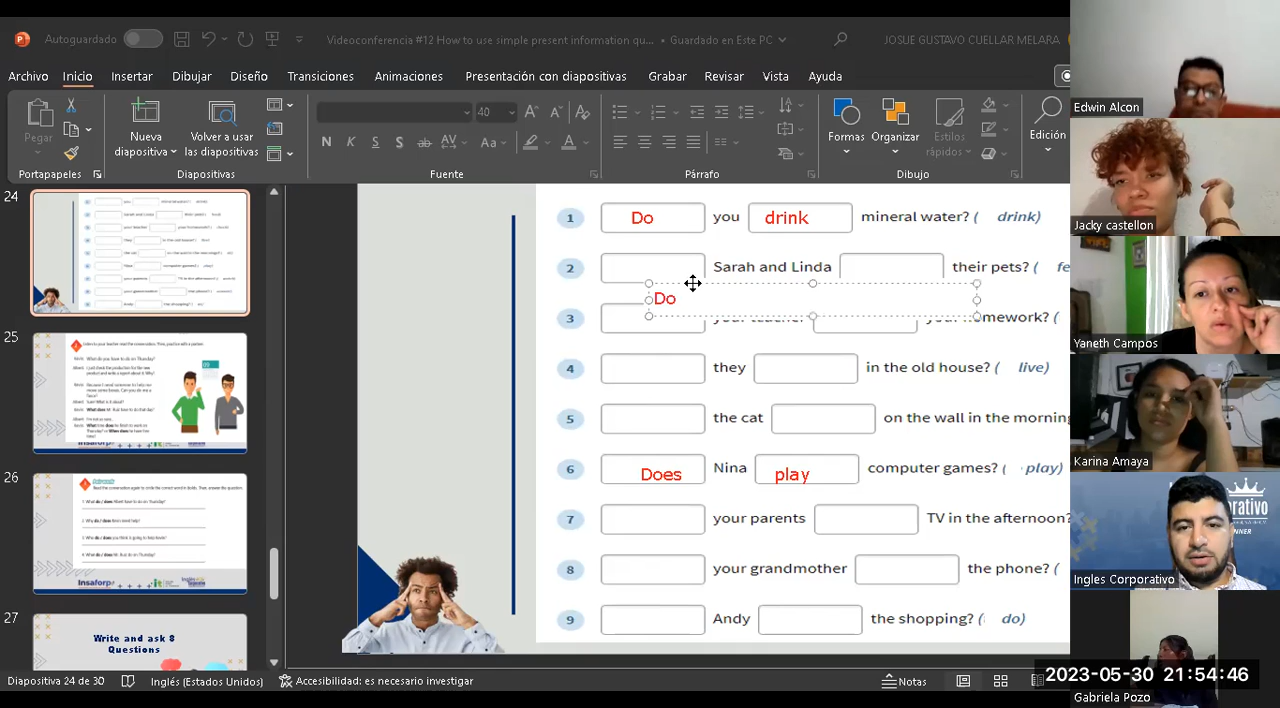 Autoguardado
Videoconferencia #12 How to use simple present information qu... • Guardado en Este PC
JOSUE GUSTAVO CUELLAR MELARA
Archivo Inicio Insertar Dibujar Diseño Transiciones Animaciones Presentación con diapositivas Grabar Revisar Vista Ayuda
Pegar
Nueva diapositiva
Volver a usar las diapositivas
40
N K S S ab AV Aa A
Formas Organizar Estilos rápidos Edición
Portapapeles Diapositivas Fuente Párrafo Dibujo
24
25
26
27
Write and ask 8
Questions
1 Do you drink mineral water? ( drink)
Sarah and Linda their pets? ( fe
Do
3 your teacher your homework? (
4 they in the old house? ( live)
5 the cat on the wall in the morning
6 Does Nina play computer games? ( play)
7 your parents TV in the afternoon?
8 your grandmother the phone? (
9 Andy the shopping? ( do)
Diapositiva 24 de 30
Inglés (Estados Unidos)
Accesibilidad: es necesario investigar
Notas
Edwin Alcon
Jacky castellon
Yaneth Campos
Karina Amaya
Ingles Corporativo
2023-05-30 21:54:46
Gabriela Pozo